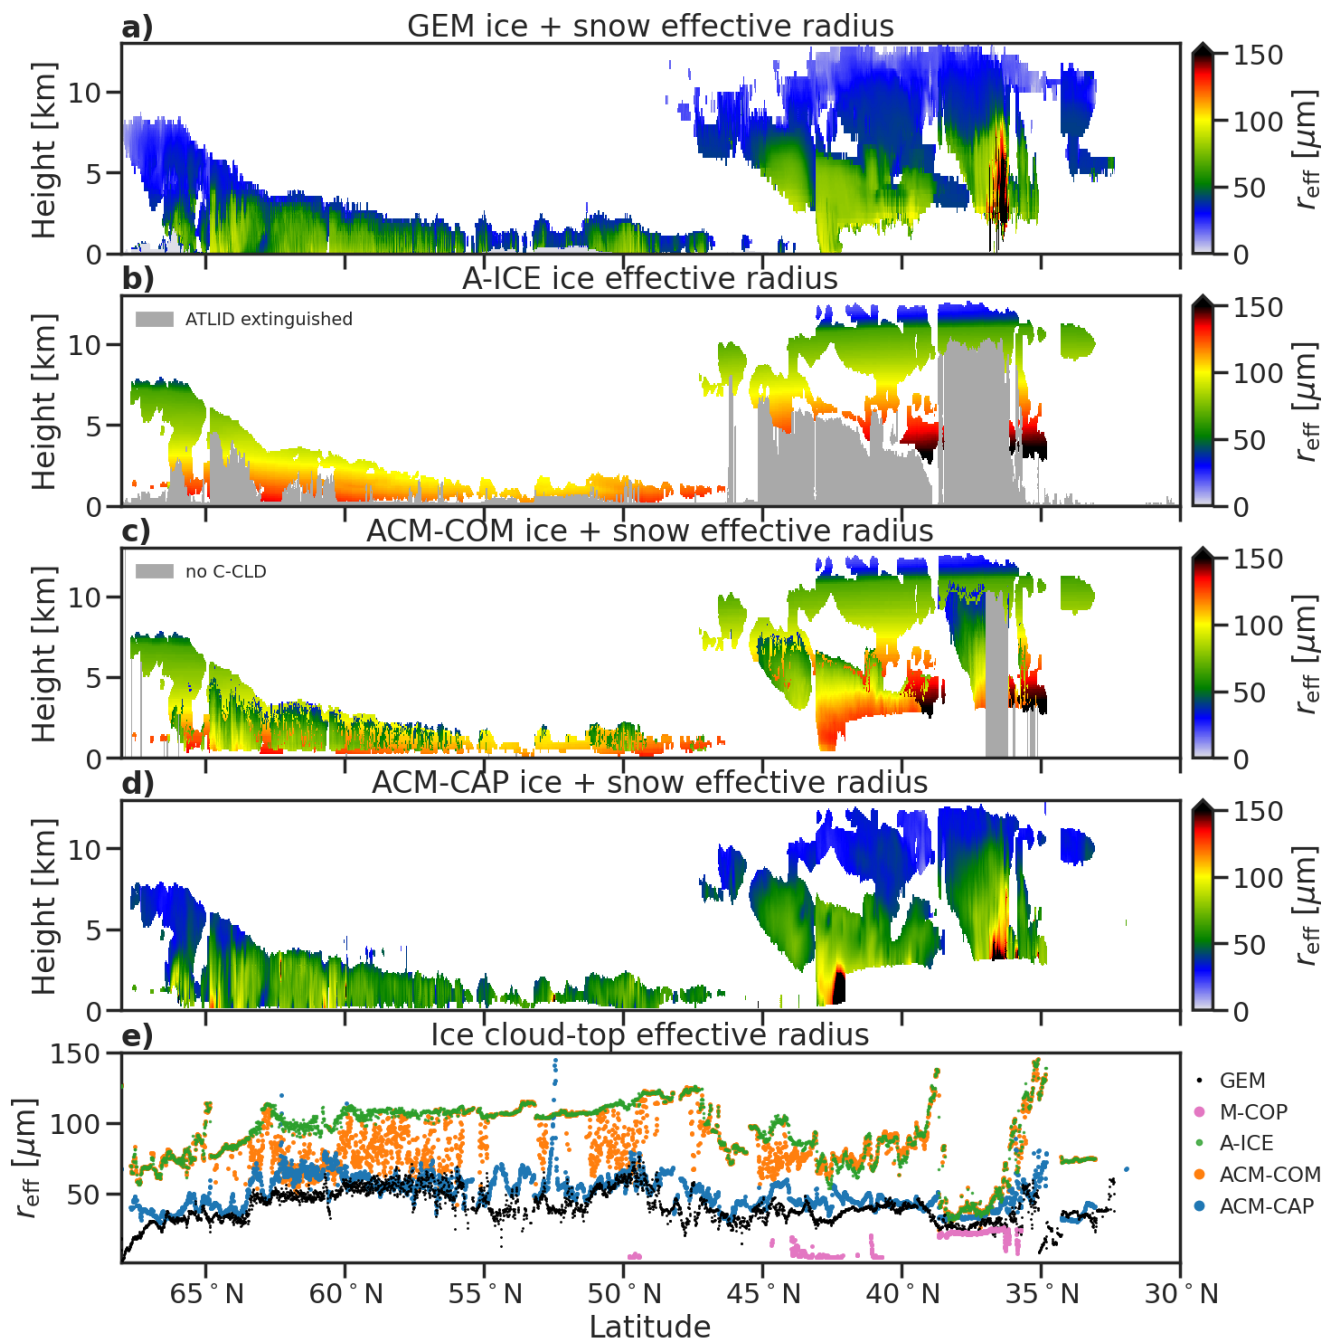 a) GEM ice + snow effective radius
Height [km]
10
5
0
150
100
50
0
r_eff [μm]
b) A-ICE ice effective radius
ATLID extinguished
Height [km]
10
5
0
150
100
50
0
r_eff [μm]
c) ACM-COM ice + snow effective radius
no C-CLD
Height [km]
10
5
0
150
100
50
0
r_eff [μm]
d) ACM-CAP ice + snow effective radius
Height [km]
10
5
0
150
100
50
0
r_eff [μm]
e) Ice cloud-top effective radius
r_eff [μm]
150
100
50
GEM
M-COP
A-ICE
ACM-COM
ACM-CAP
65°N 60°N 55°N 50°N 45°N 40°N 35°N 30°N
Latitude